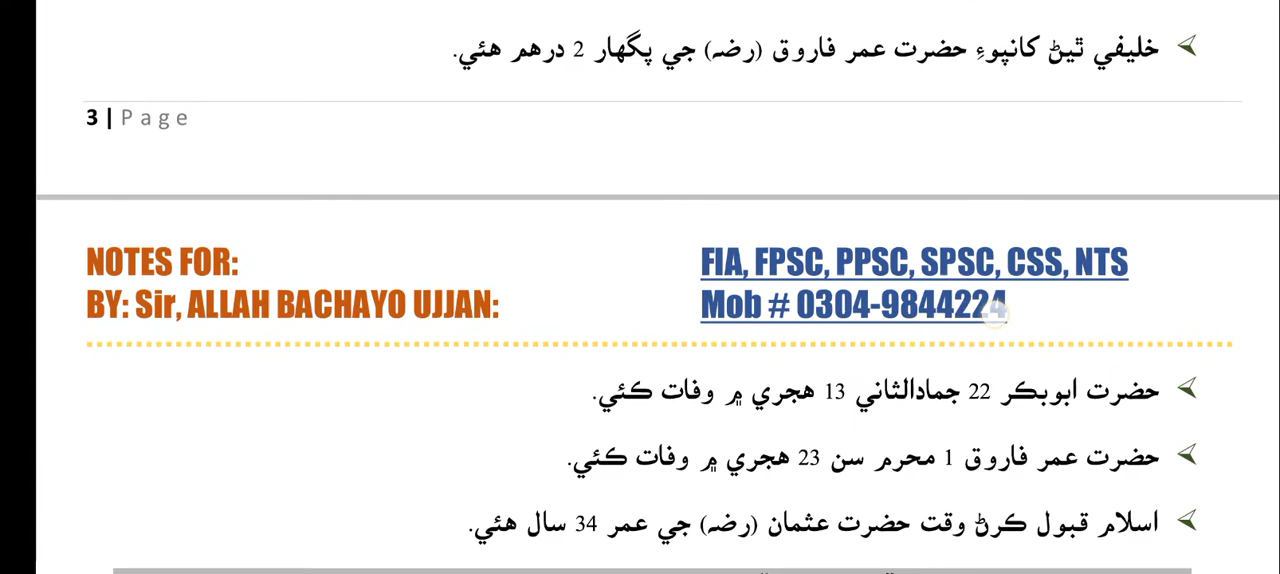 خليفي ٿيڻ کانپوءِ حضرت عمر فاروق (رضہ) جي پگهار 2 درهم هئي.
3 | Page
NOTES FOR:
FIA, FPSC, PPSC, SPSC, CSS, NTS
BY: Sir, ALLAH BACHAYO UJJAN:
Mob # 0304-9844224
حضرت ابوبڪر 22 جمادالثاني 13 هجري ۾ وفات ڪئي.
حضرت عمر فاروق 1 محرم سن 23 هجري ۾ وفات ڪئي.
اسلام قبول ڪرڻ وقت حضرت عثمان (رضہ) جي عمر 34 سال هئي.